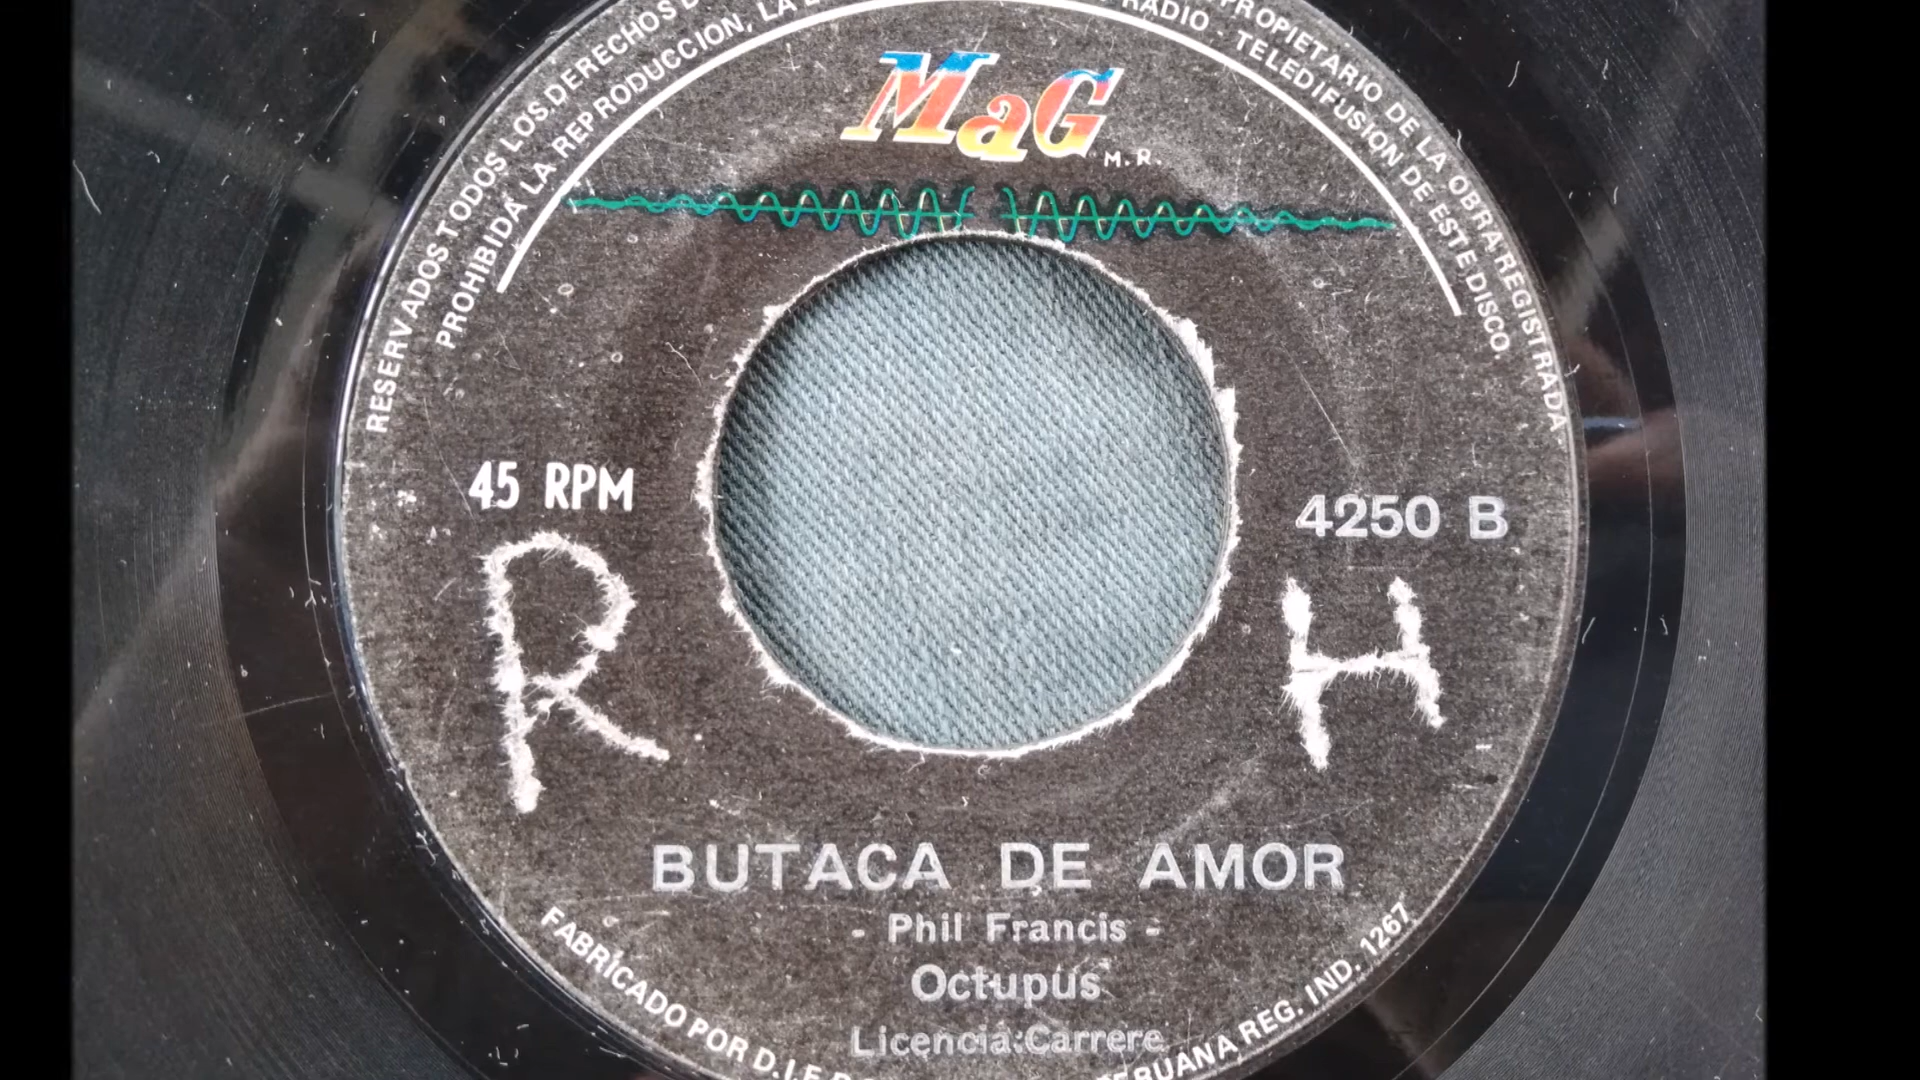 RESERVADOS TODOS LOS DERECHOS
PROPIETARIO DE LA OBRA REGISTRADA
PROHIBIDA LA REPRODUCCION, LA
RADIO - TELEDIFUSION DE ESTE DISCO.
MaG
M.R.
45 RPM
4250 B
R
H
BUTACA DE AMOR
- Phil Francis -
Octupus
Licencia:Carrere
FABRICADO POR
REG. IND. 1267